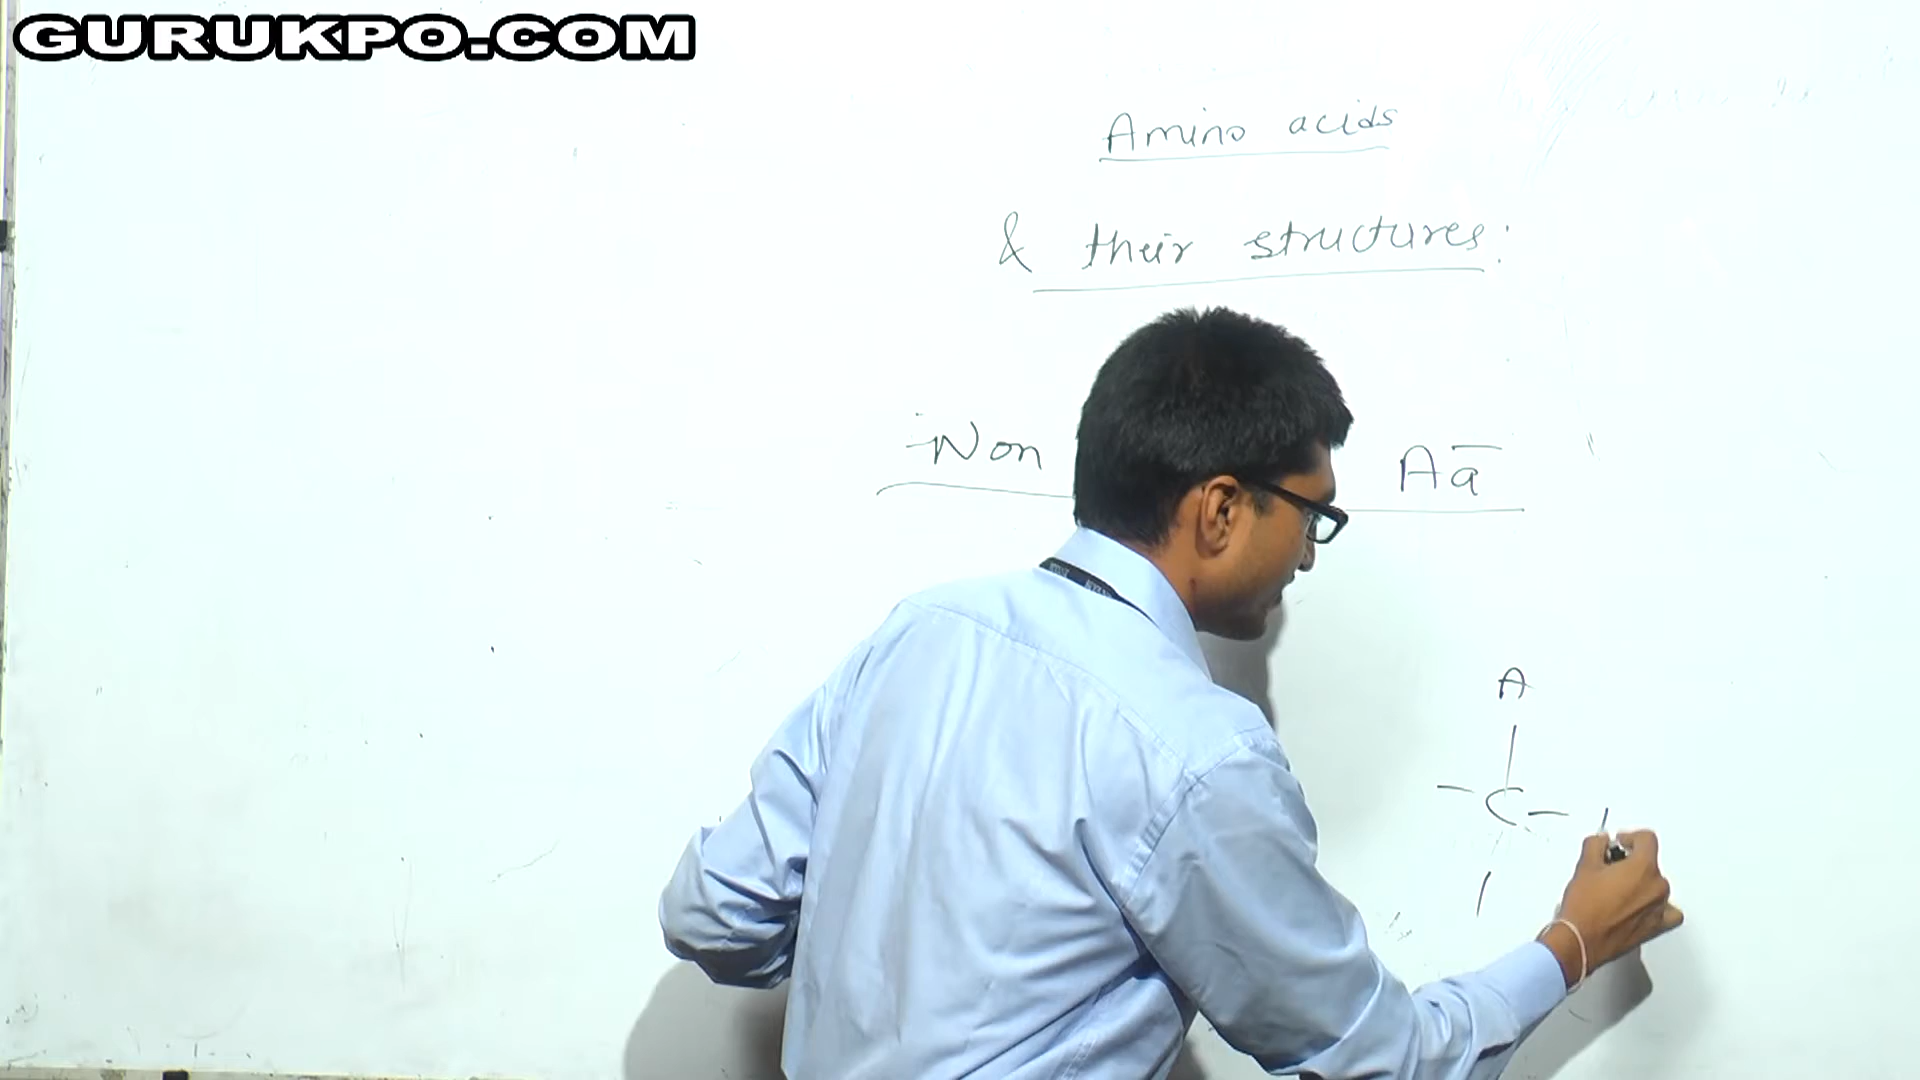 GURUKPO.COM
Amino acids
& their structures:
Non Aa
A
- C -